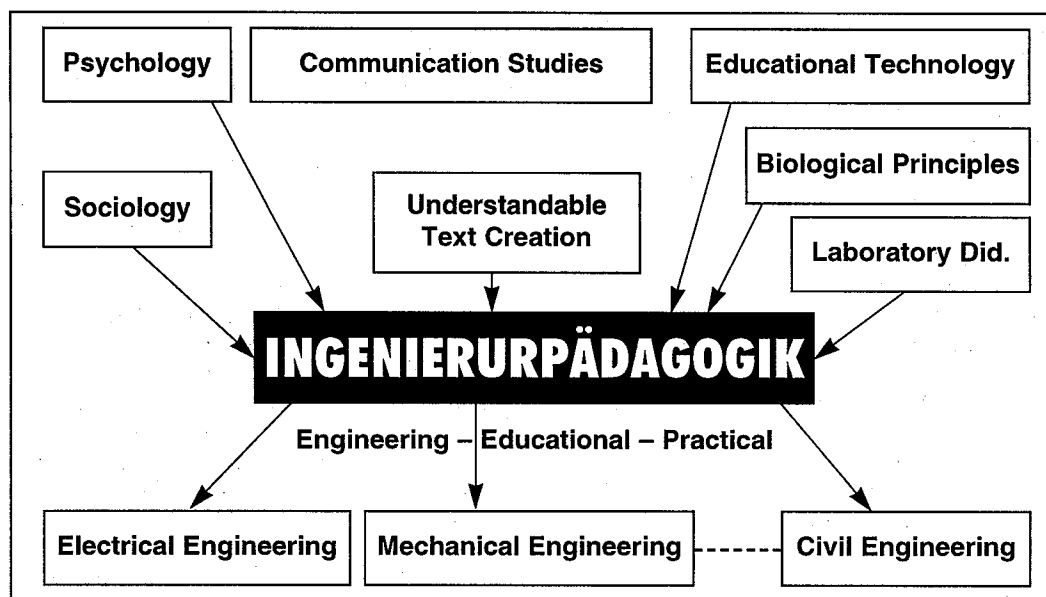 Psychology
Communication Studies
Educational Technology
Biological Principles
Sociology
Understandable
Text Creation
Laboratory Did.
INGENIERURPÄDAGOGIK
Engineering – Educational – Practical
Electrical Engineering
Mechanical Engineering
Civil Engineering